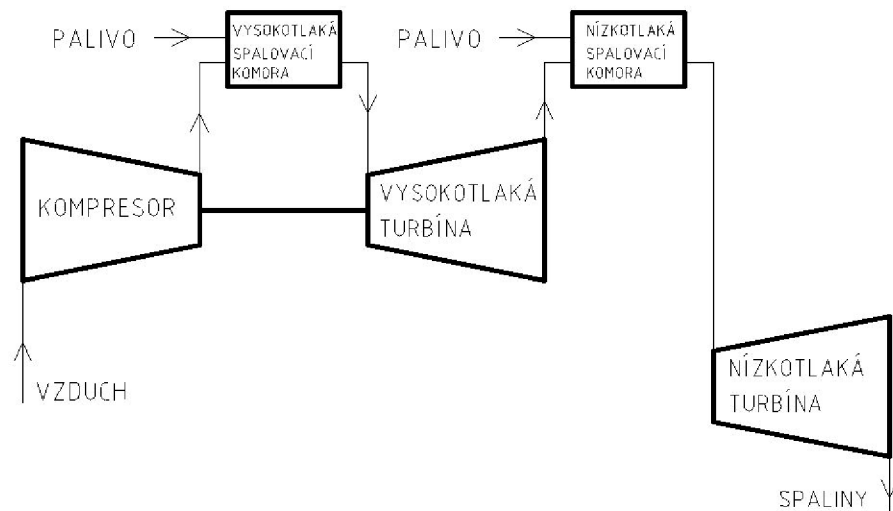 PALIVO
VYSOKOTLAKÁ
SPALOVACÍ
KOMORA
PALIVO
NÍZKOTLAKÁ
SPALOVACÍ
KOMORA
KOMPRESOR
VYSOKOTLAKÁ
TURBÍNA
VZDUCH
NÍZKOTLAKÁ
TURBÍNA
SPALINY